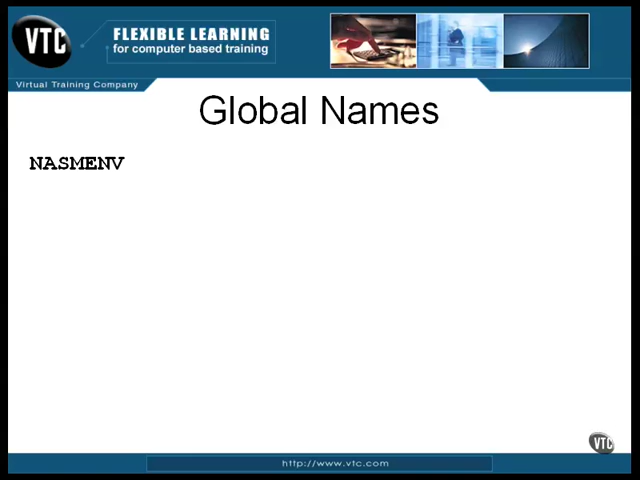 VTC
FLEXIBLE LEARNING
for computer based training
Virtual Training Company
Global Names
NASMENV
VTC
http://www.vtc.com